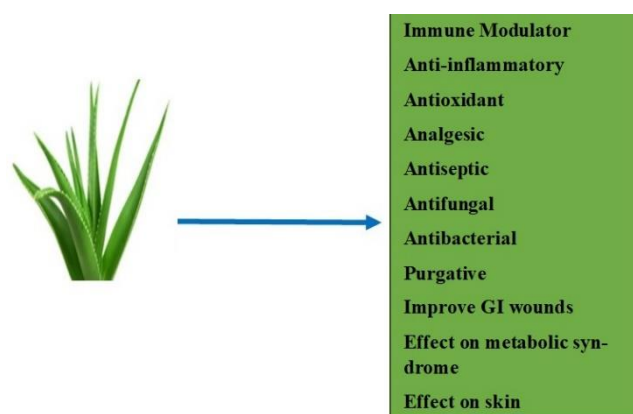 Immune Modulator
Anti-inflammatory
Antioxidant
Analgesic
Antiseptic
Antifungal
Antibacterial
Purgative
Improve GI wounds
Effect on metabolic syn-
drome
Effect on skin